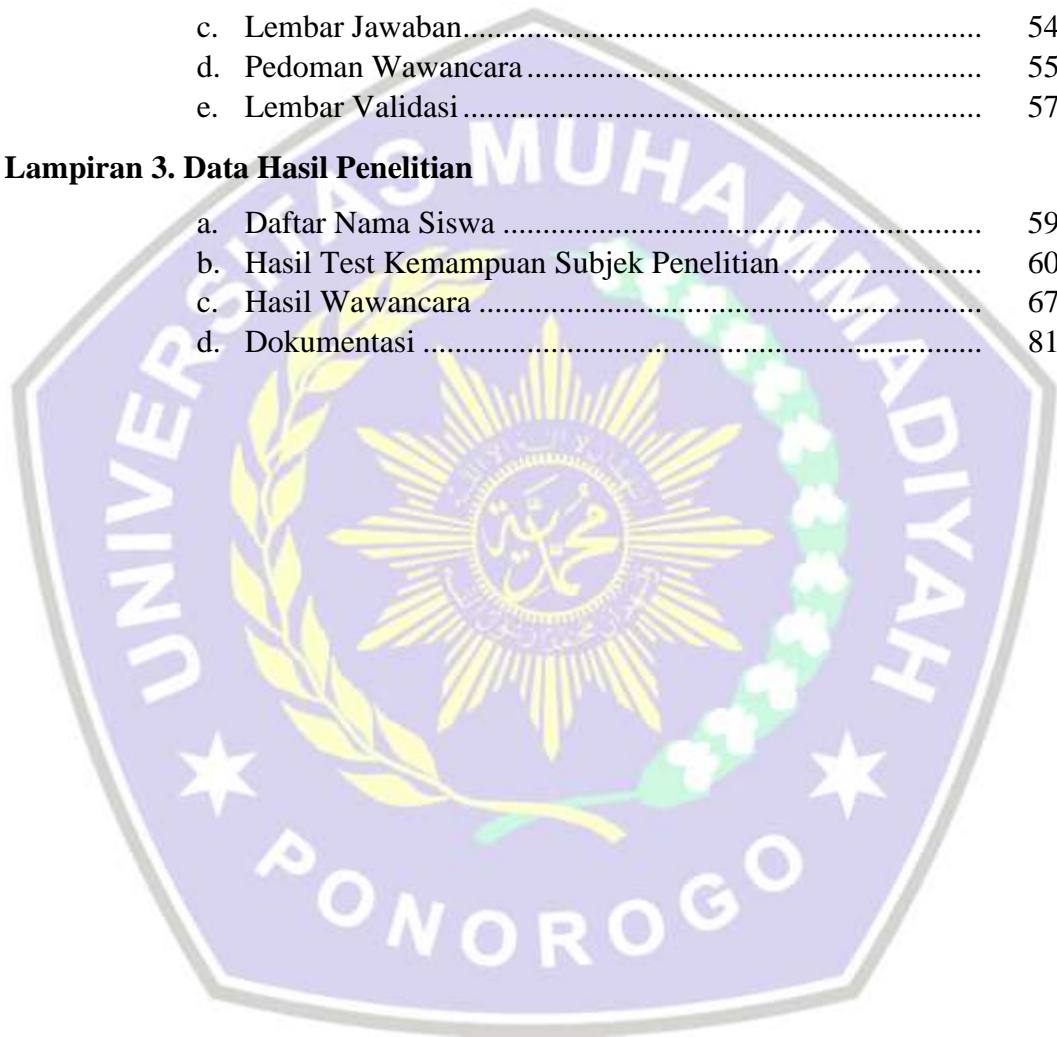 c. Lembar Jawaban.................................................................. 54
d. Pedoman Wawancara.......................................................... 55
e. Lembar Validasi.................................................................. 57
Lampiran 3. Data Hasil Penelitian
a. Daftar Nama Siswa ............................................................. 59
b. Hasil Test Kemampuan Subjek Penelitian......................... 60
c. Hasil Wawancara ................................................................ 67
d. Dokumentasi ....................................................................... 81
UNIVERSITAS MUHAMMADIYAH
PONOROGO
محمدية